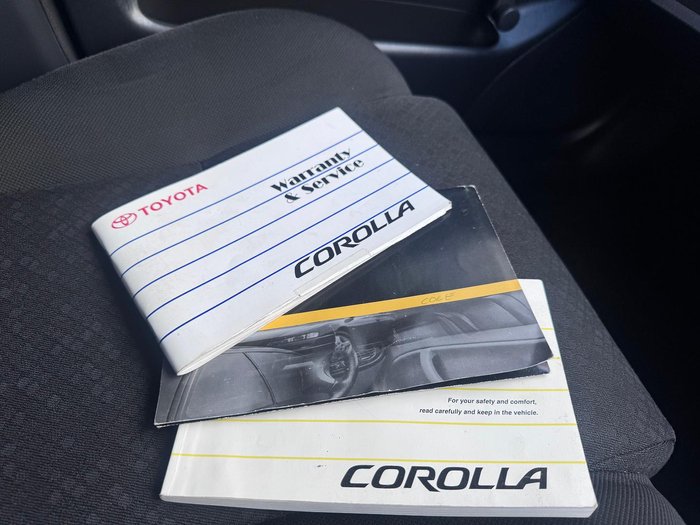 TOYOTA
Warranty
& Service
COROLLA
For your safety and comfort,
read carefully and keep in the vehicle.
COROLLA